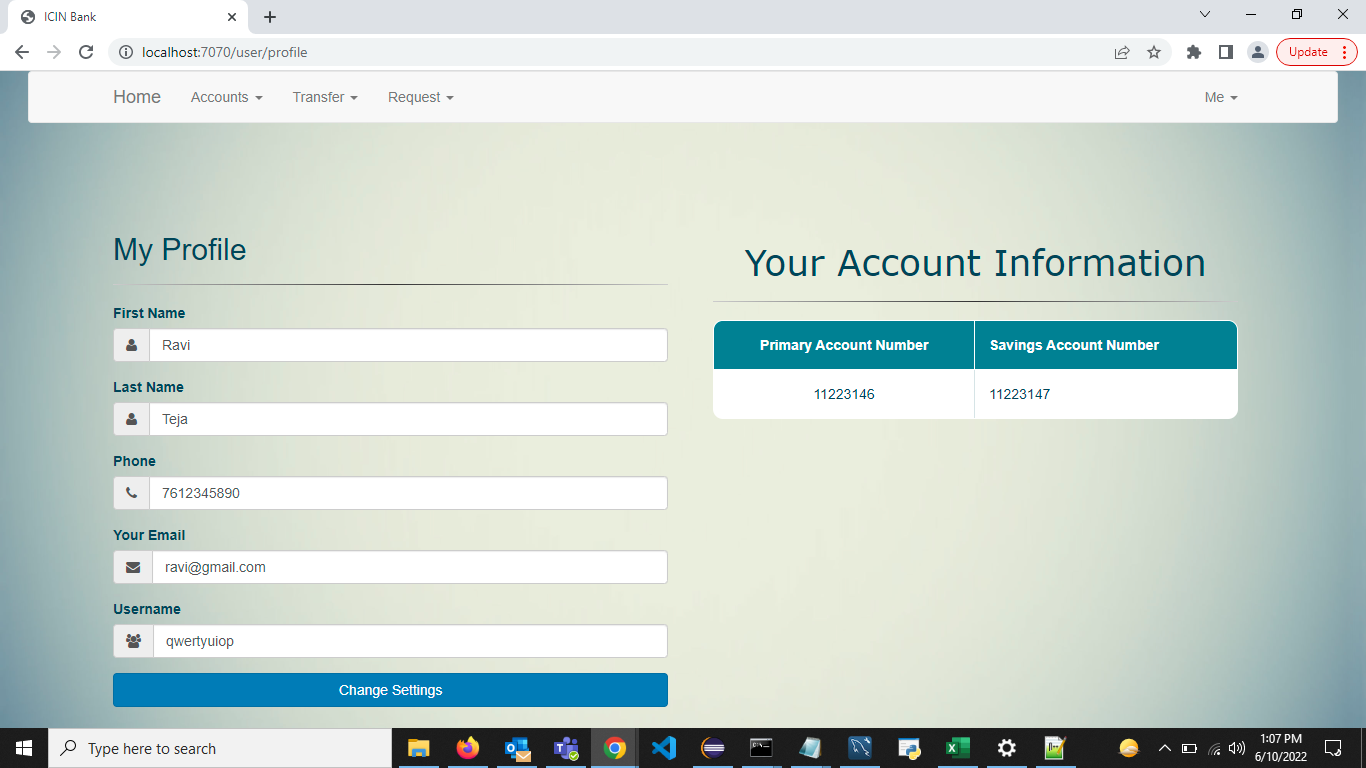 ICIN Bank
localhost:7070/user/profile
Update
Home
Accounts
Transfer
Request
Me
My Profile
First Name
Ravi
Last Name
Teja
Phone
7612345890
Your Email
ravi@gmail.com
Username
qwertyuiop
Change Settings
Your Account Information
Primary Account Number Savings Account Number
11223146 11223147
Type here to search
1:07 PM
6/10/2022